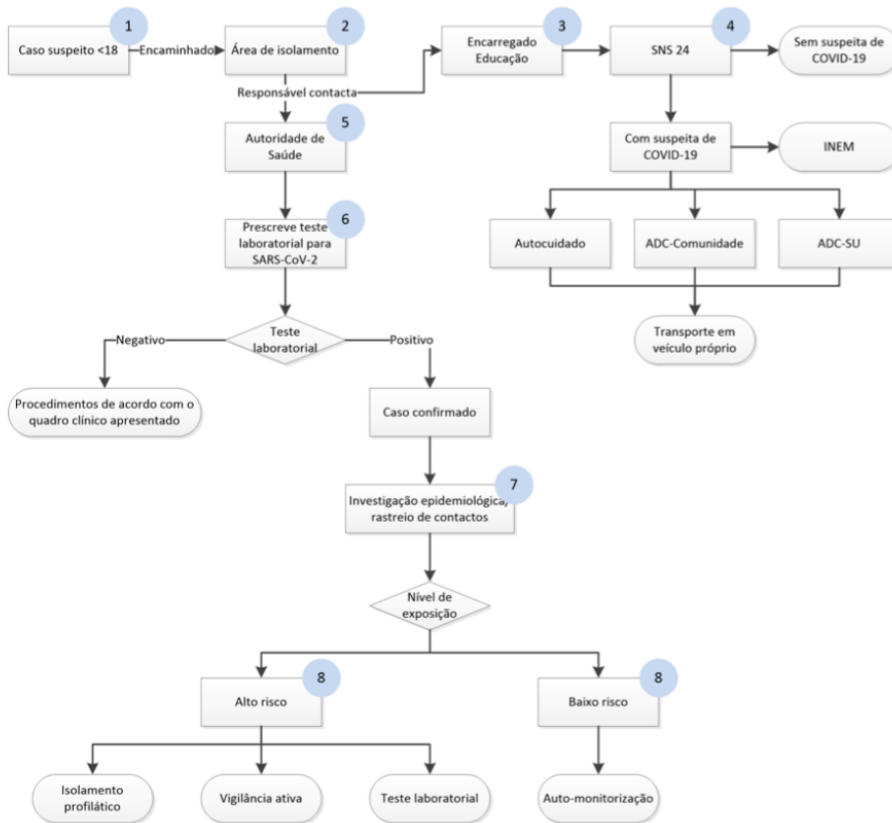 1
Caso suspeito <18
Encaminhado
2
Área de isolamento
Responsável contacta
3
Encarregado
Educação
4
SNS 24
Sem suspeita de
COVID-19
5
Autoridade de
Saúde
Com suspeita de
COVID-19
INEM
6
Prescreve teste
laboratorial para
SARS-CoV-2
Autocuidado
ADC-Comunidade
ADC-SU
Transporte em
veículo próprio
Teste
laboratorial
Negativo
Positivo
Procedimentos de acordo com o
quadro clínico apresentado
Caso confirmado
7
Investigação epidemiológica/
rastreio de contactos
Nível de
exposição
8
Alto risco
8
Baixo risco
Isolamento
profilático
Vigilância ativa
Teste laboratorial
Auto-monitorização